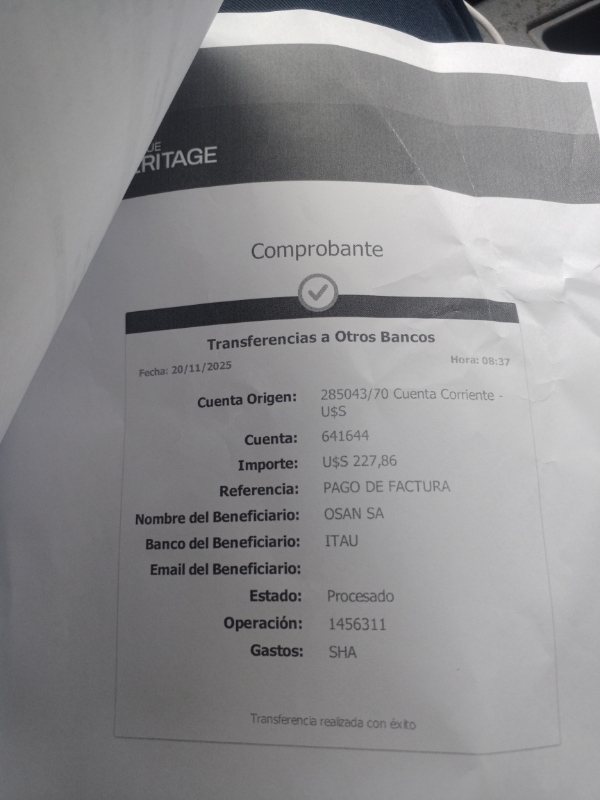 UE
RITAGE
Comprobante
Transferencias a Otros Bancos
Fecha: 20/11/2025 Hora: 08:37
Cuenta Origen: 285043/70 Cuenta Corriente -
U$S
Cuenta: 641644
Importe: U$S 227,86
Referencia: PAGO DE FACTURA
Nombre del Beneficiario: OSAN SA
Banco del Beneficiario: ITAU
Email del Beneficiario:
Estado: Procesado
Operación: 1456311
Gastos: SHA
Transferencia realizada con éxito